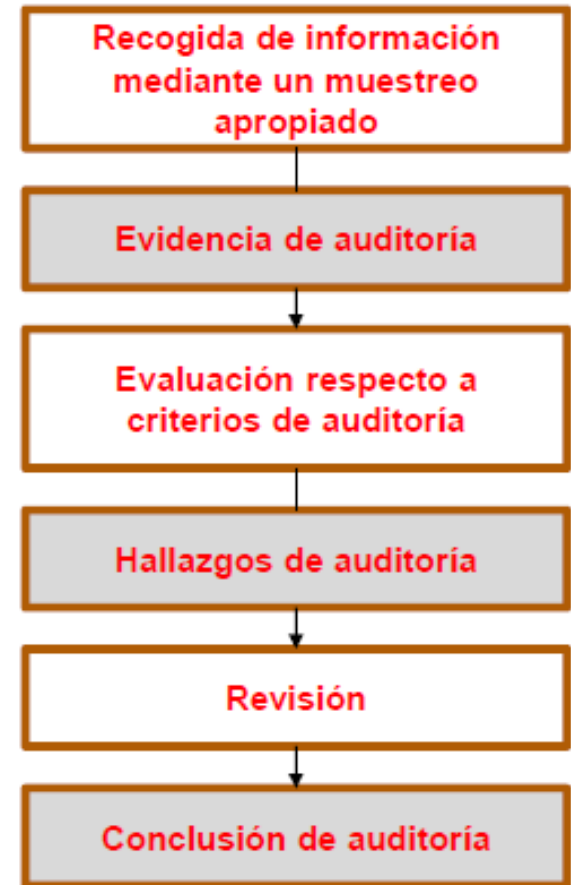 Recogida de información
mediante un muestreo
apropiado
Evidencia de auditoría
Evaluación respecto a
criterios de auditoría
Hallazgos de auditoría
Revisión
Conclusión de auditoría